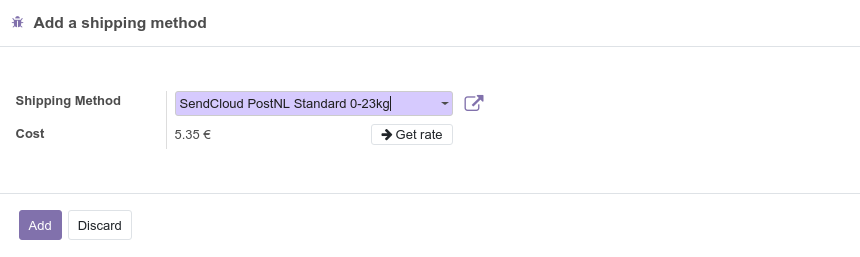 Add a shipping method
Shipping Method SendCloud PostNL Standard 0-23kg
Cost 5.35 € Get rate
Add Discard